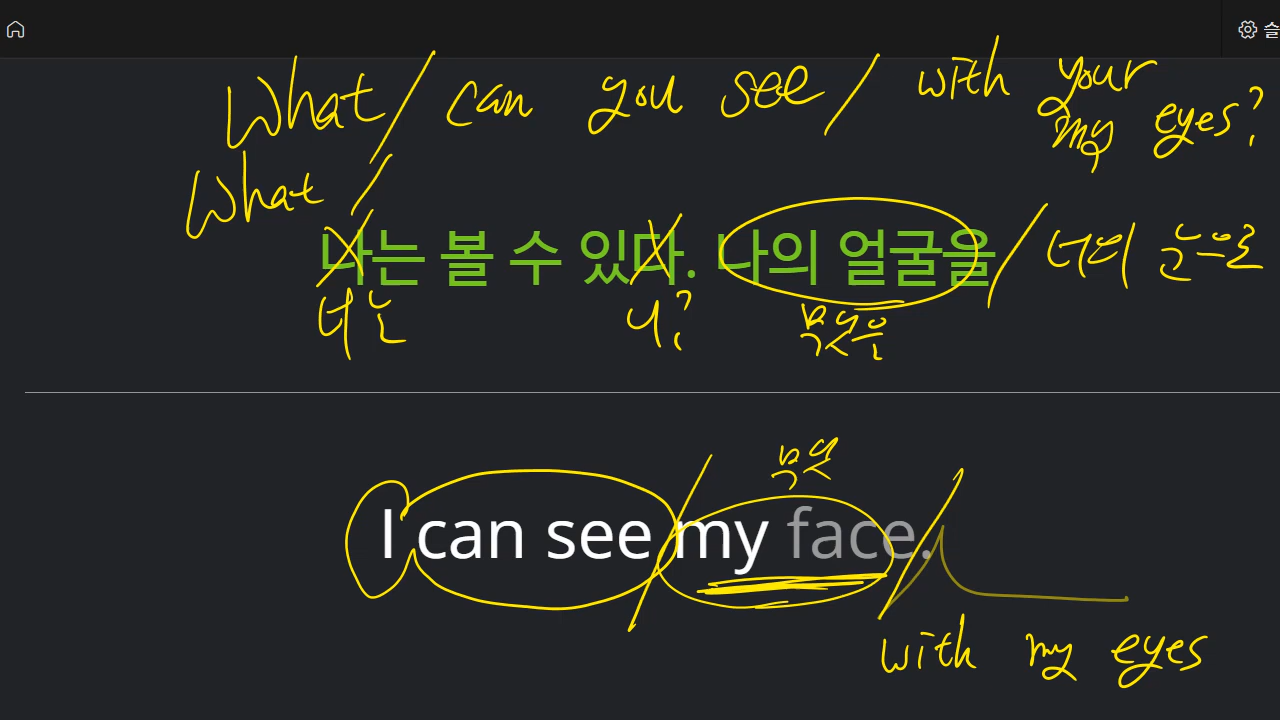 슬
What / can you see / with your
my eyes?
What /
나는 볼 수 있다. 나의 얼굴을 / 너의 눈으로
너는 니? 무엇을
무엇
I can see my face.
with my eyes